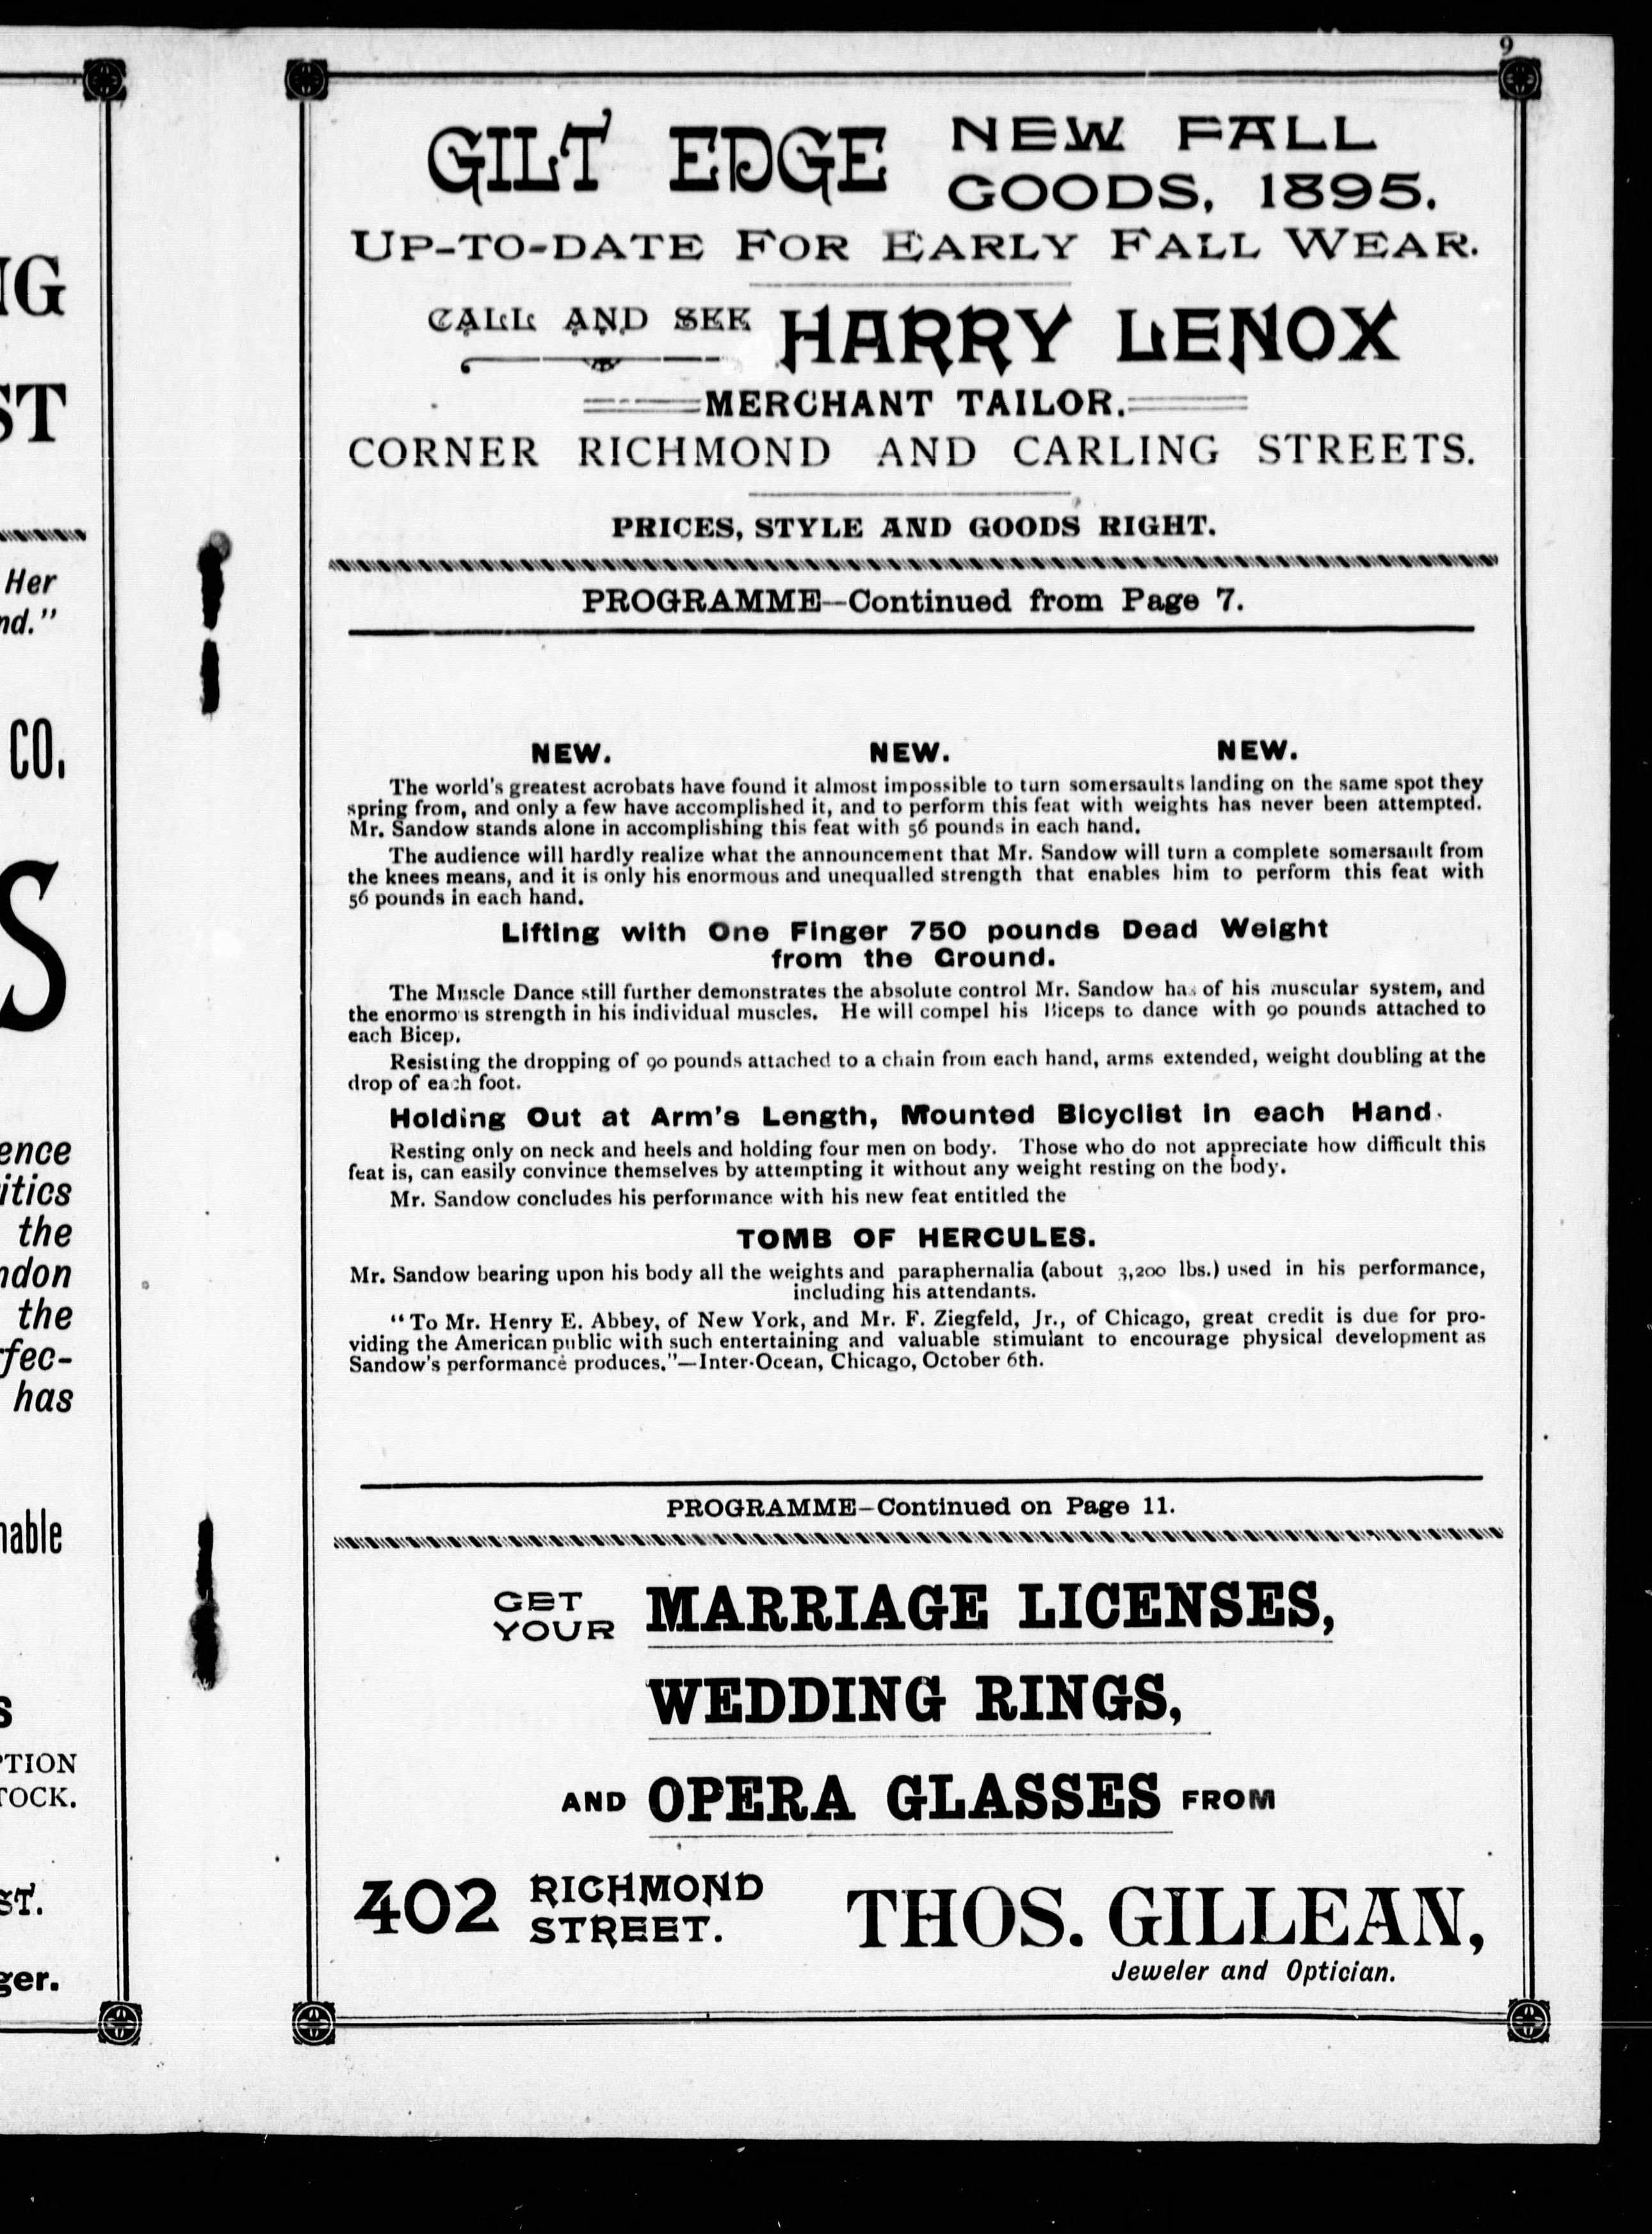 NG
ST
Her
nd."
CO.
S
ence
itics
the
ndon
the
fec-
has
nable
S
PTION
TOCK.
ST.
ger.
9
GILT EDGE NEW FALL
GOODS, 1895.
UP-TO-DATE FOR EARLY FALL WEAR.
CALL AND SEE HARRY LENOX
MERCHANT TAILOR.
CORNER RICHMOND AND CARLING STREETS.
PRICES, STYLE AND GOODS RIGHT.
PROGRAMME—Continued from Page 7.
NEW. NEW. NEW.
The world's greatest acrobats have found it almost impossible to turn somersaults landing on the same spot they
spring from, and only a few have accomplished it, and to perform this feat with weights has never been attempted.
Mr. Sandow stands alone in accomplishing this feat with 56 pounds in each hand.
The audience will hardly realize what the announcement that Mr. Sandow will turn a complete somersault from
the knees means, and it is only his enormous and unequalled strength that enables him to perform this feat with
56 pounds in each hand.
Lifting with One Finger 750 pounds Dead Weight
from the Ground.
The Muscle Dance still further demonstrates the absolute control Mr. Sandow has of his muscular system, and
the enormous strength in his individual muscles. He will compel his Biceps to dance with 90 pounds attached to
each Bicep.
Resisting the dropping of 90 pounds attached to a chain from each hand, arms extended, weight doubling at the
drop of each foot.
Holding Out at Arm's Length, Mounted Bicyclist in each Hand.
Resting only on neck and heels and holding four men on body. Those who do not appreciate how difficult this
feat is, can easily convince themselves by attempting it without any weight resting on the body.
Mr. Sandow concludes his performance with his new feat entitled the
TOMB OF HERCULES.
Mr. Sandow bearing upon his body all the weights and paraphernalia (about 3,200 lbs.) used in his performance,
including his attendants.
"To Mr. Henry E. Abbey, of New York, and Mr. F. Ziegfeld, Jr., of Chicago, great credit is due for pro-
viding the American public with such entertaining and valuable stimulant to encourage physical development as
Sandow's performance produces."—Inter-Ocean, Chicago, October 6th.
PROGRAMME—Continued on Page 11.
GET
YOUR MARRIAGE LICENSES,
WEDDING RINGS,
AND OPERA GLASSES FROM
402 RICHMOND
STREET. THOS. GILLEAN,
Jeweler and Optician.